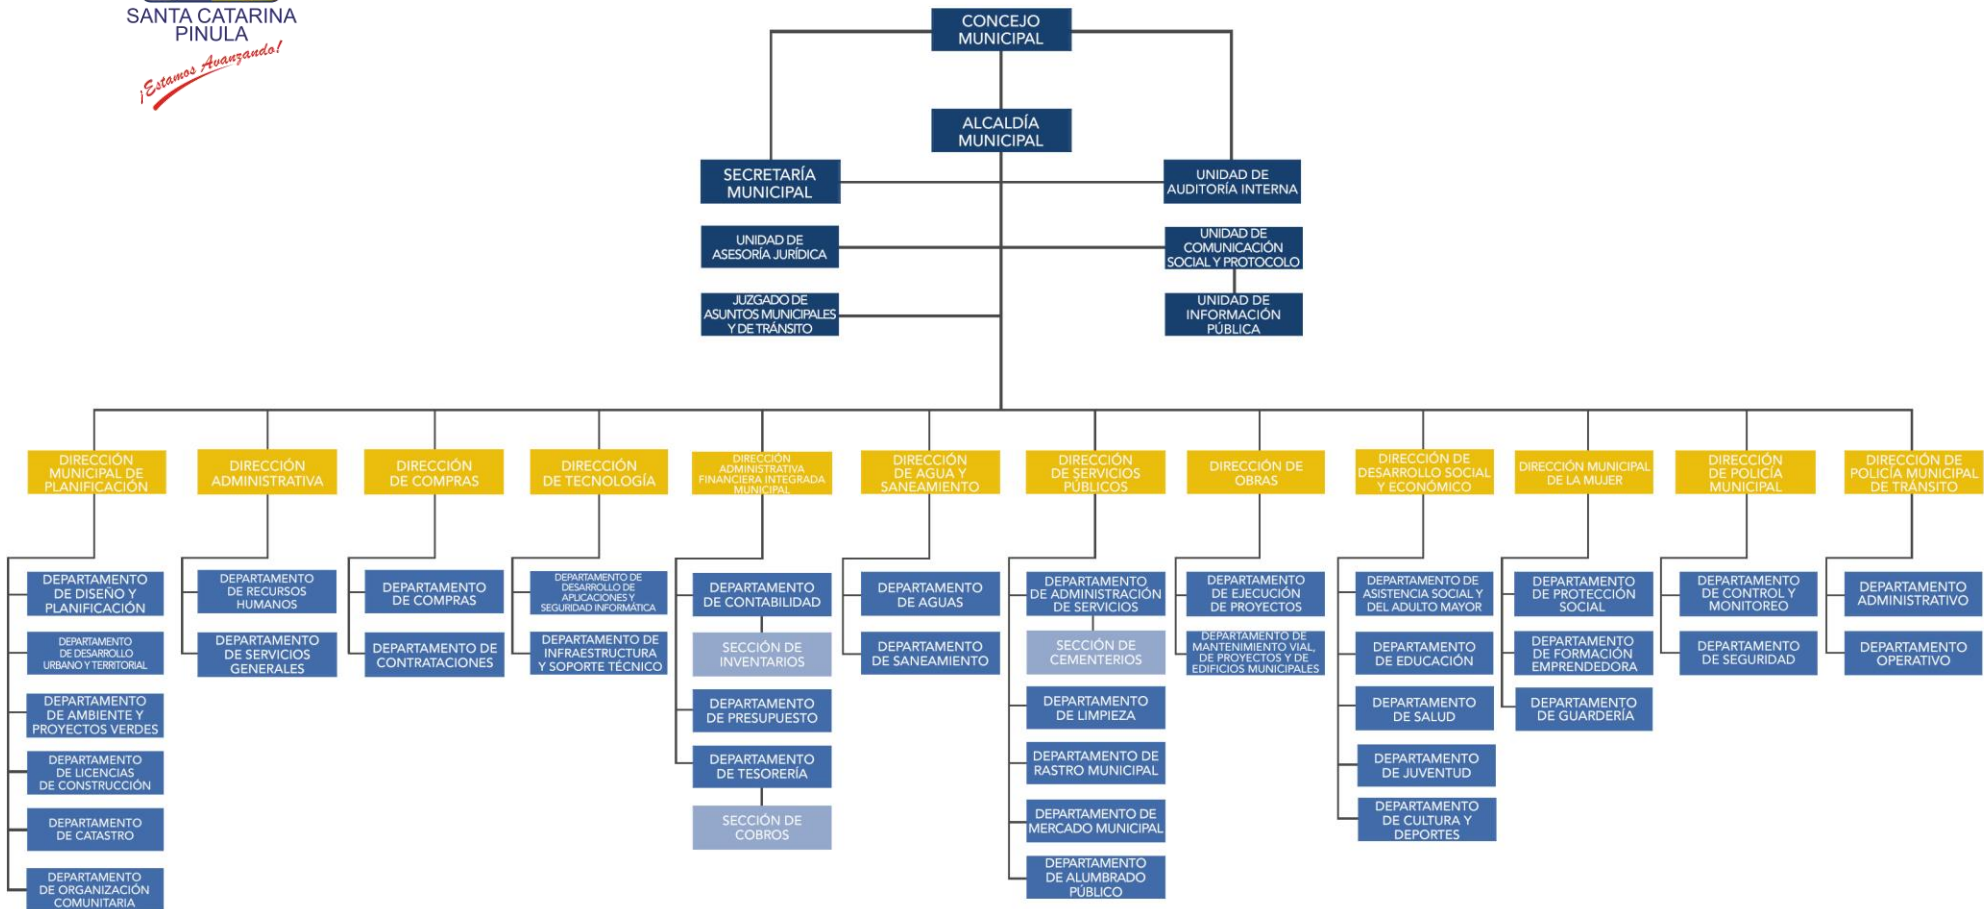 SANTA CATARINA
PINULA
¡Estamos Avanzando!
CONCEJO
MUNICIPAL
ALCALDÍA
MUNICIPAL
SECRETARÍA
MUNICIPAL
UNIDAD DE
AUDITORÍA INTERNA
UNIDAD DE
ASESORÍA JURÍDICA
UNIDAD DE
COMUNICACIÓN
SOCIAL Y PROTOCOLO
JUZGADO DE
ASUNTOS MUNICIPALES
Y DE TRÁNSITO
UNIDAD DE
INFORMACIÓN
PÚBLICA
DIRECCIÓN
MUNICIPAL DE
PLANIFICACIÓN
DIRECCIÓN
ADMINISTRATIVA
DIRECCIÓN
DE COMPRAS
DIRECCIÓN
DE TECNOLOGÍA
DIRECCIÓN
ADMINISTRATIVA
FINANCIERA INTEGRADA
MUNICIPAL
DIRECCIÓN
DE AGUA Y
SANEAMIENTO
DIRECCIÓN
DE SERVICIOS
PÚBLICOS
DIRECCIÓN DE
OBRAS
DIRECCIÓN DE
DESARROLLO SOCIAL
Y ECONÓMICO
DIRECCIÓN MUNICIPAL
DE LA MUJER
DIRECCIÓN
DE POLICÍA
MUNICIPAL
DIRECCIÓN DE
POLICÍA MUNICIPAL
DE TRÁNSITO
DEPARTAMENTO
DE DISEÑO Y
PLANIFICACIÓN
DEPARTAMENTO
DE DESARROLLO
URBANO Y TERRITORIAL
DEPARTAMENTO
DE AMBIENTE Y
PROYECTOS VERDES
DEPARTAMENTO
DE LICENCIAS
DE CONSTRUCCIÓN
DEPARTAMENTO
DE CATASTRO
DEPARTAMENTO
DE ORGANIZACIÓN
COMUNITARIA
DEPARTAMENTO
DE RECURSOS
HUMANOS
DEPARTAMENTO
DE SERVICIOS
GENERALES
DEPARTAMENTO
DE COMPRAS
DEPARTAMENTO DE
CONTRATACIONES
DEPARTAMENTO DE
DESARROLLO DE
APLICACIONES Y
SEGURIDAD INFORMÁTICA
DEPARTAMENTO DE
INFRAESTRUCTURA
Y SOPORTE TÉCNICO
DEPARTAMENTO
DE CONTABILIDAD
SECCIÓN DE
INVENTARIOS
DEPARTAMENTO
DE PRESUPUESTO
DEPARTAMENTO
DE TESORERÍA
SECCIÓN DE
COBROS
DEPARTAMENTO
DE AGUAS
DEPARTAMENTO
DE SANEAMIENTO
DEPARTAMENTO
DE ADMINISTRACIÓN
DE SERVICIOS
SECCIÓN DE
CEMENTERIOS
DEPARTAMENTO
DE LIMPIEZA
DEPARTAMENTO DE
RASTRO MUNICIPAL
DEPARTAMENTO DE
MERCADO MUNICIPAL
DEPARTAMENTO
DE ALUMBRADO
PÚBLICO
DEPARTAMENTO
DE EJECUCIÓN
DE PROYECTOS
DEPARTAMENTO DE
MANTENIMIENTO VIAL,
DE PROYECTOS Y DE
EDIFICIOS MUNICIPALES
DEPARTAMENTO DE
ASISTENCIA SOCIAL Y
DEL ADULTO MAYOR
DEPARTAMENTO
DE EDUCACIÓN
DEPARTAMENTO
DE SALUD
DEPARTAMENTO
DE JUVENTUD
DEPARTAMENTO
DE CULTURA Y
DEPORTES
DEPARTAMENTO
DE PROTECCIÓN
SOCIAL
DEPARTAMENTO
DE FORMACIÓN
EMPRENDEDORA
DEPARTAMENTO
DE GUARDERÍA
DEPARTAMENTO
DE CONTROL Y
MONITOREO
DEPARTAMENTO
DE SEGURIDAD
DEPARTAMENTO
ADMINISTRATIVO
DEPARTAMENTO
OPERATIVO